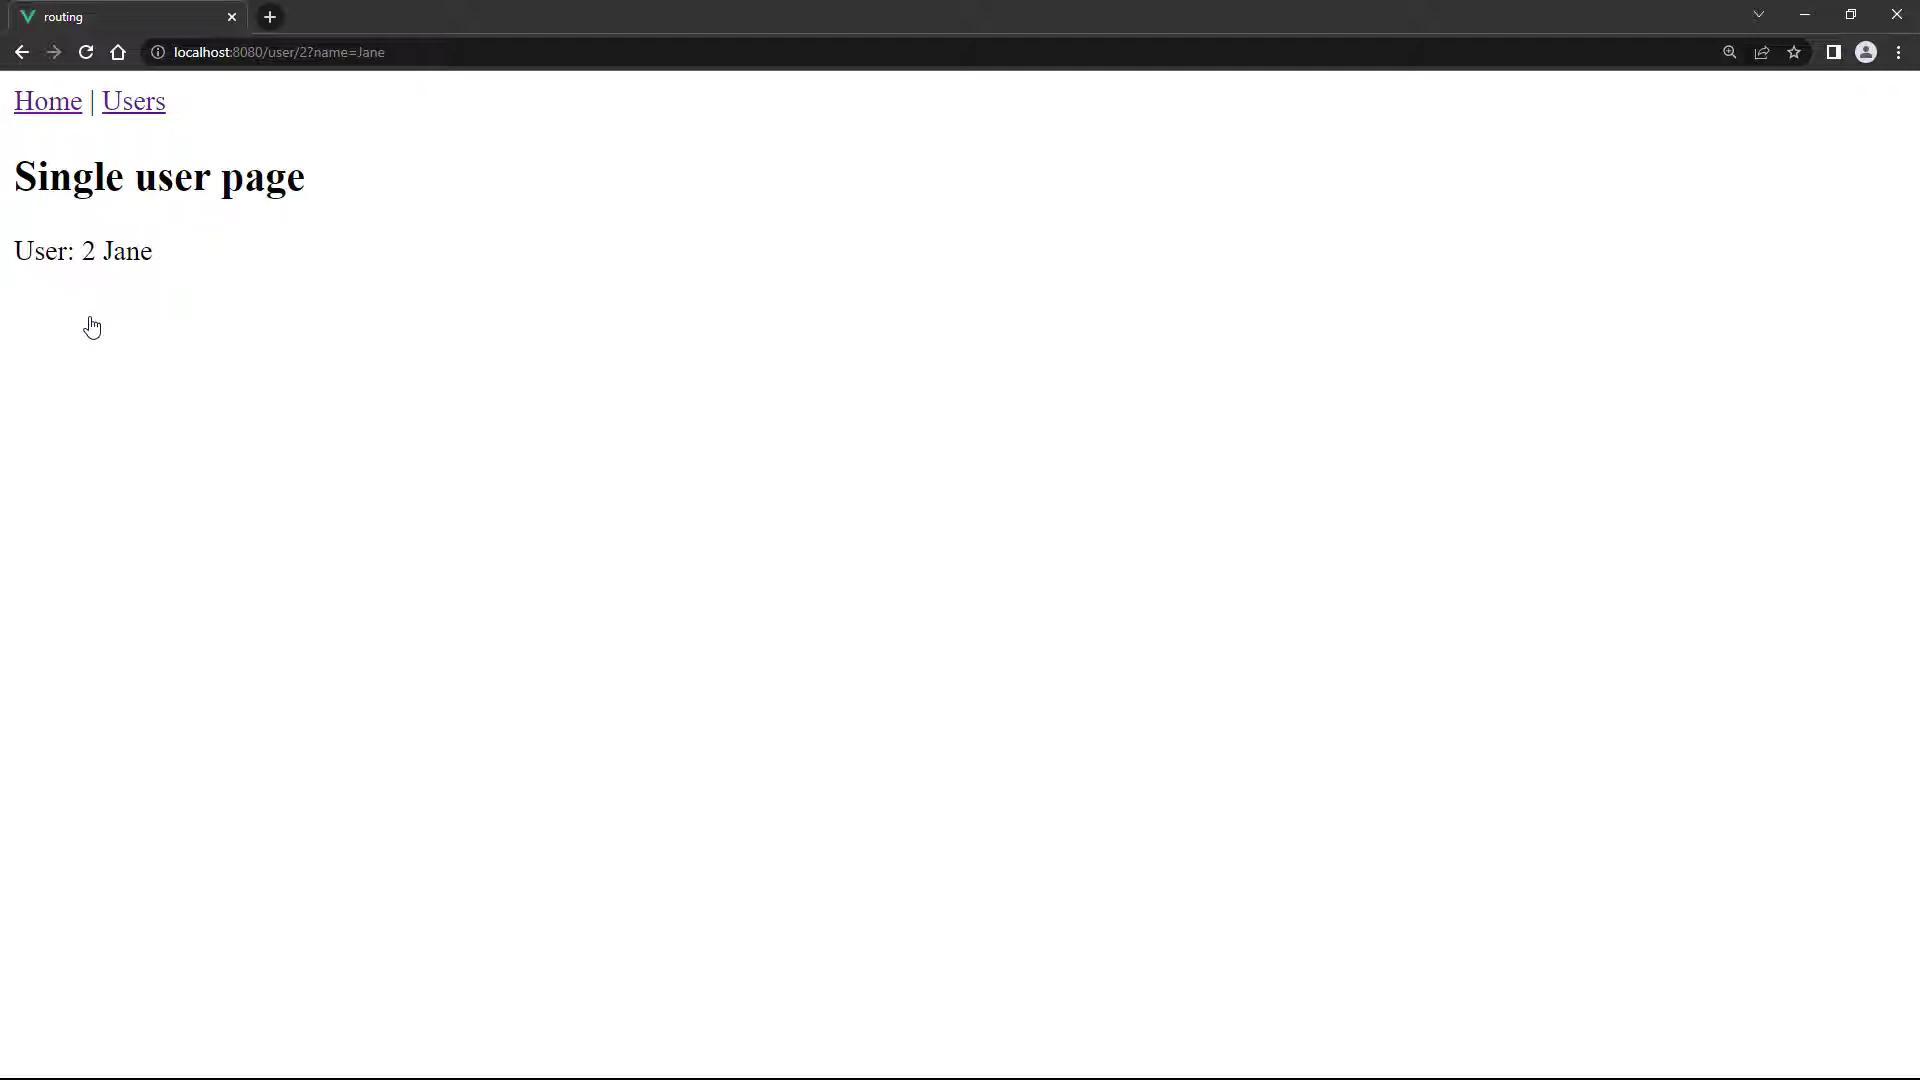 routing
localhost:8080/user/2?name=Jane
Home | Users
Single user page
User: 2 Jane